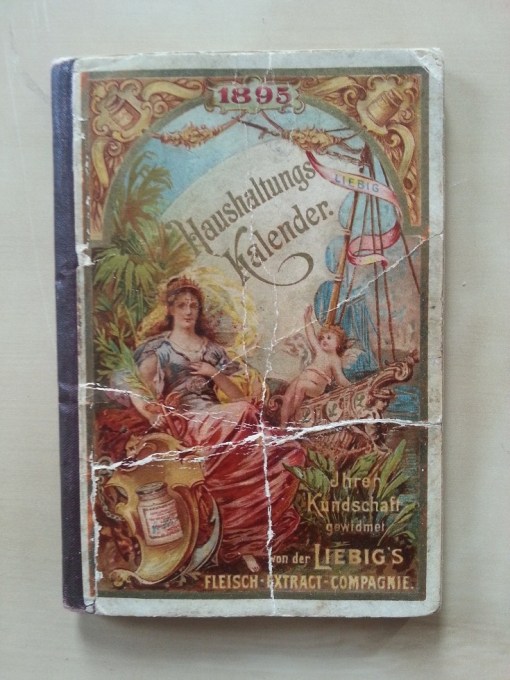 1895
LIEBIG
Haushaltungs
Kalender.
Ihrer
Kundschaft
gewidmet
von der LIEBIG'S
FLEISCH-EXTRACT-COMPAGNIE.